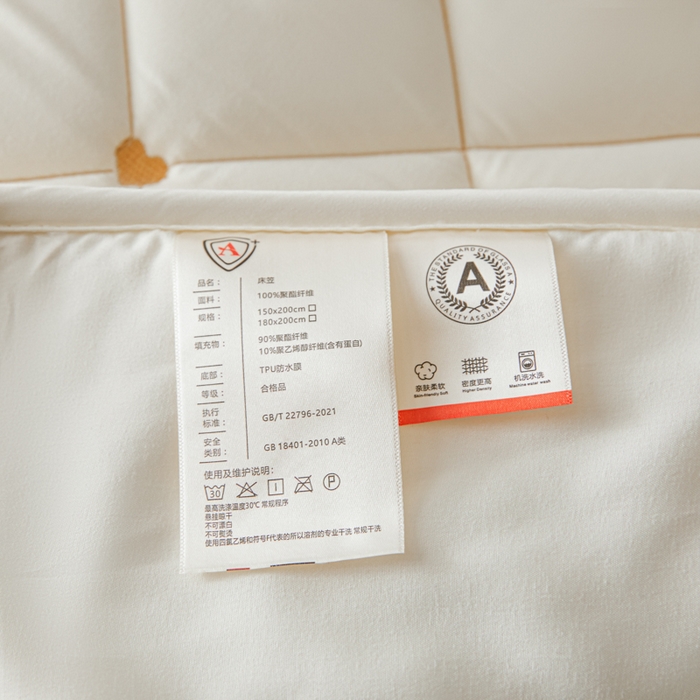 A+
品名： 床笠
面料： 100%聚酯纤维
规格： 150x200cm□
180x200cm□
填充物： 90%聚酯纤维
10%聚乙烯醇纤维(含有蛋白)
底部： TPU防水膜
等级： 合格品
执行
标准： GB/T 22796-2021
安全
类别： GB 18401-2010 A类
使用及维护说明：
30 P
最高洗涤温度30℃ 常规程序
悬挂晾干
不可漂白
不可熨烫
使用四氯乙烯和符号F代表的所以溶剂的专业干洗 常规干洗
THE STANDARD OF CLASS A
A
QUALITY ASSURANCE
亲肤柔软 密度更高 机洗水洗
Skin-friendly Soft Higher Density Machine water wash